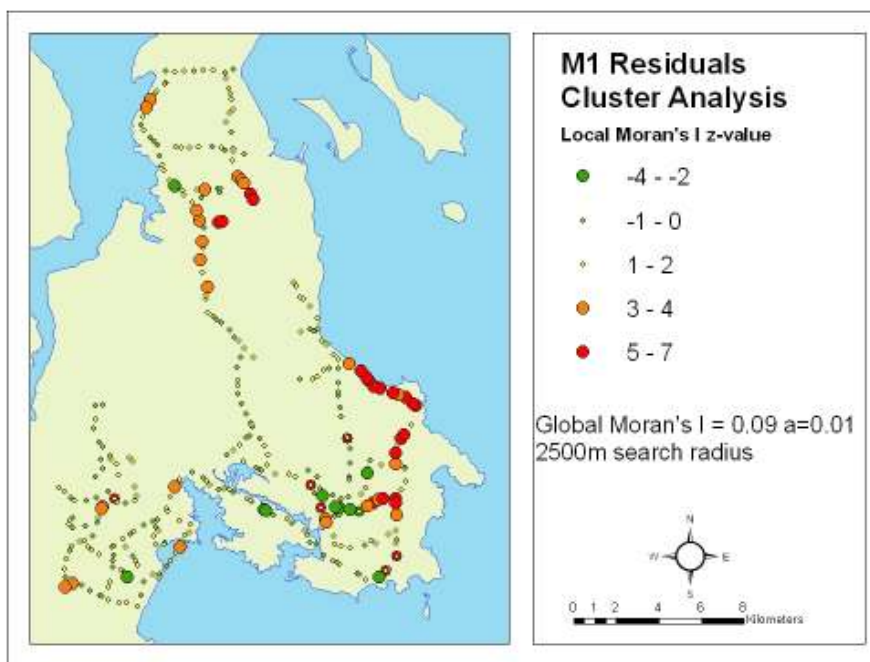 M1 Residuals
Cluster Analysis
Local Moran's I z-value
-4 - -2
-1 - 0
1 - 2
3 - 4
5 - 7
Global Moran's I = 0.09 a=0.01
2500m search radius
N
W E
S
0 1 2 4 6 8
Kilometers